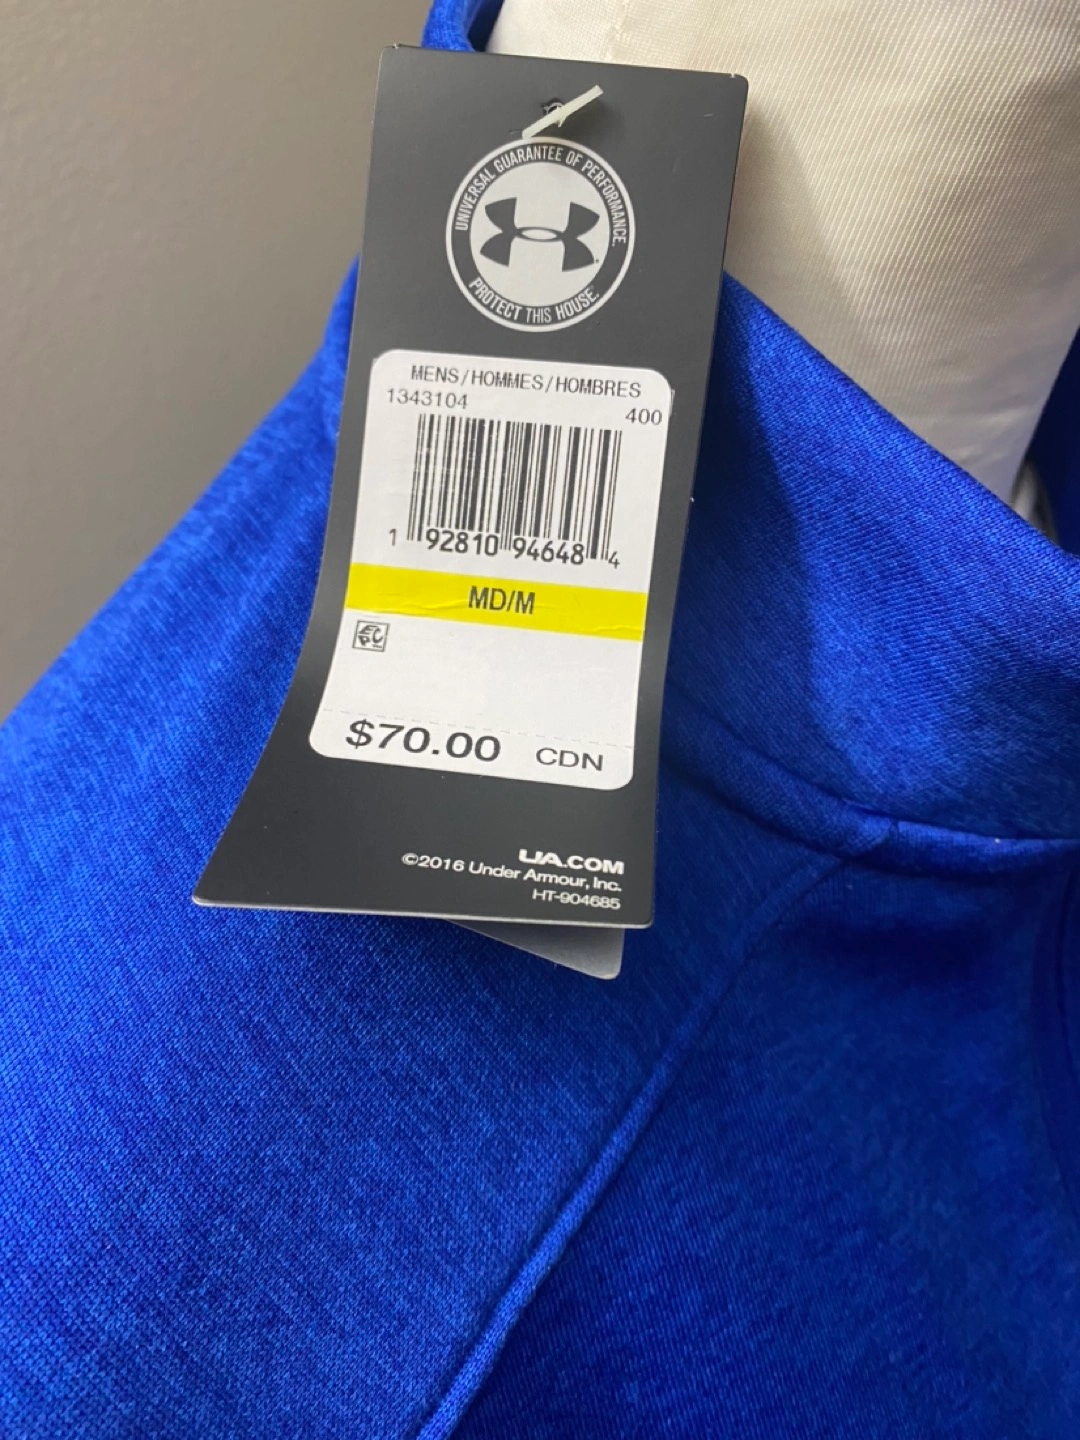 UNIVERSAL GUARANTEE OF PERFORMANCE.
PROTECT THIS HOUSE.
MENS/HOMMES/HOMBRES
1343104
400
1 92810 94648 4
MD/M
$70.00 CDN
UA.COM
©2016 Under Armour, Inc.
HT-904685